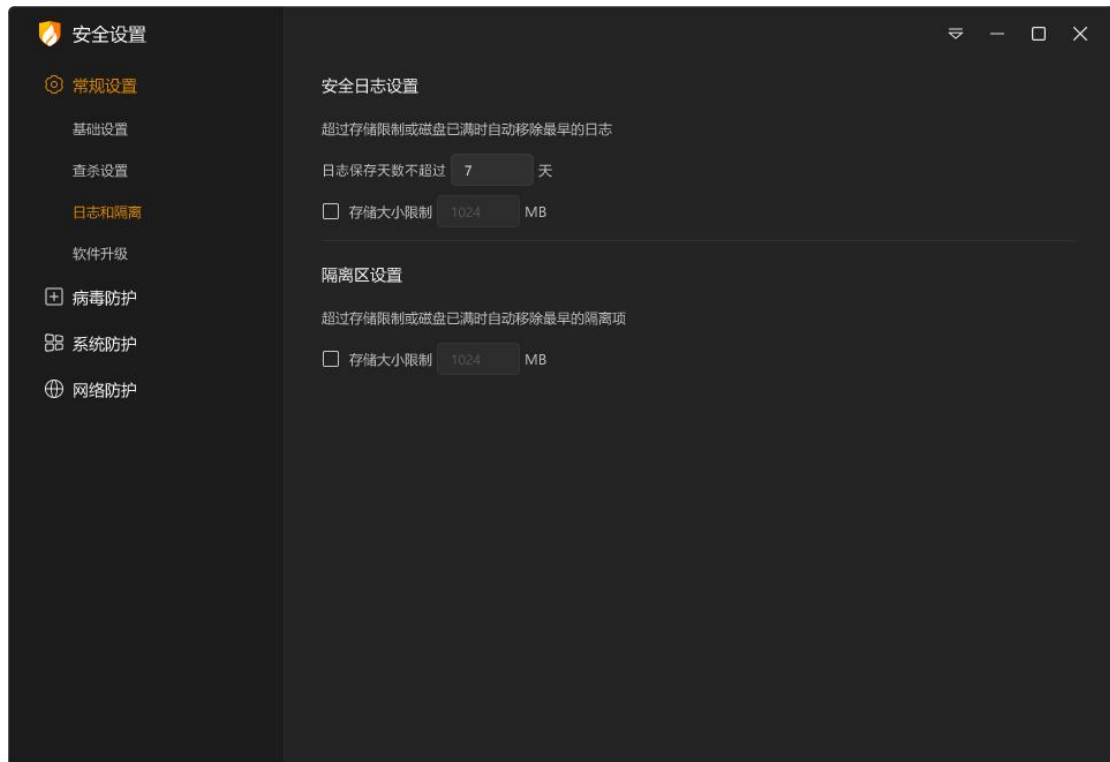 安全设置
常规设置
基础设置
查杀设置
日志和隔离
软件升级
病毒防护
系统防护
网络防护
安全日志设置
超过存储限制或磁盘已满时自动移除最早的日志
日志保存天数不超过 7 天
存储大小限制 1024 MB
隔离区设置
超过存储限制或磁盘已满时自动移除最早的隔离项
存储大小限制 1024 MB